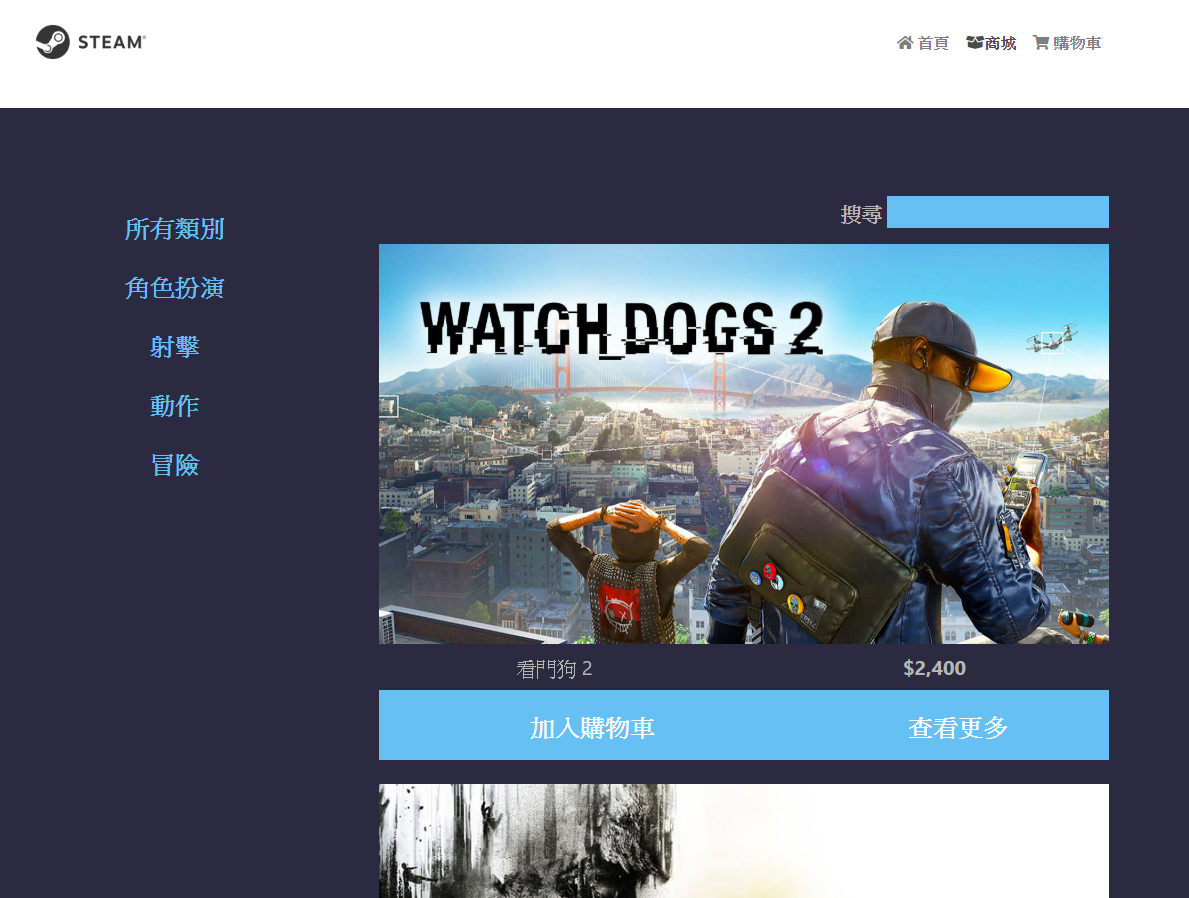 STEAM®
首頁 商城 購物車
所有類別
角色扮演
射擊
動作
冒險
搜尋
WATCH_DOGS 2
看門狗 2 $2,400
加入購物車 查看更多